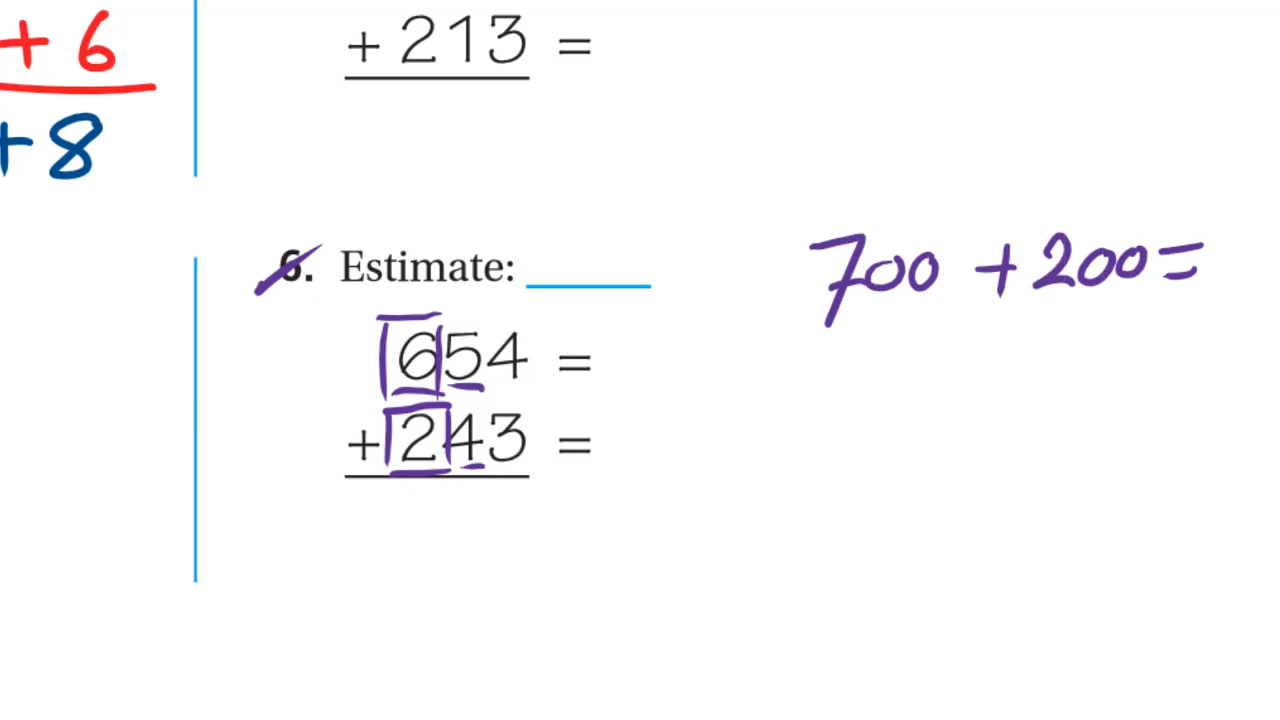 + 6
+8
+ 213 =
6. Estimate:
700 + 200 =
654 =
+ 243 =